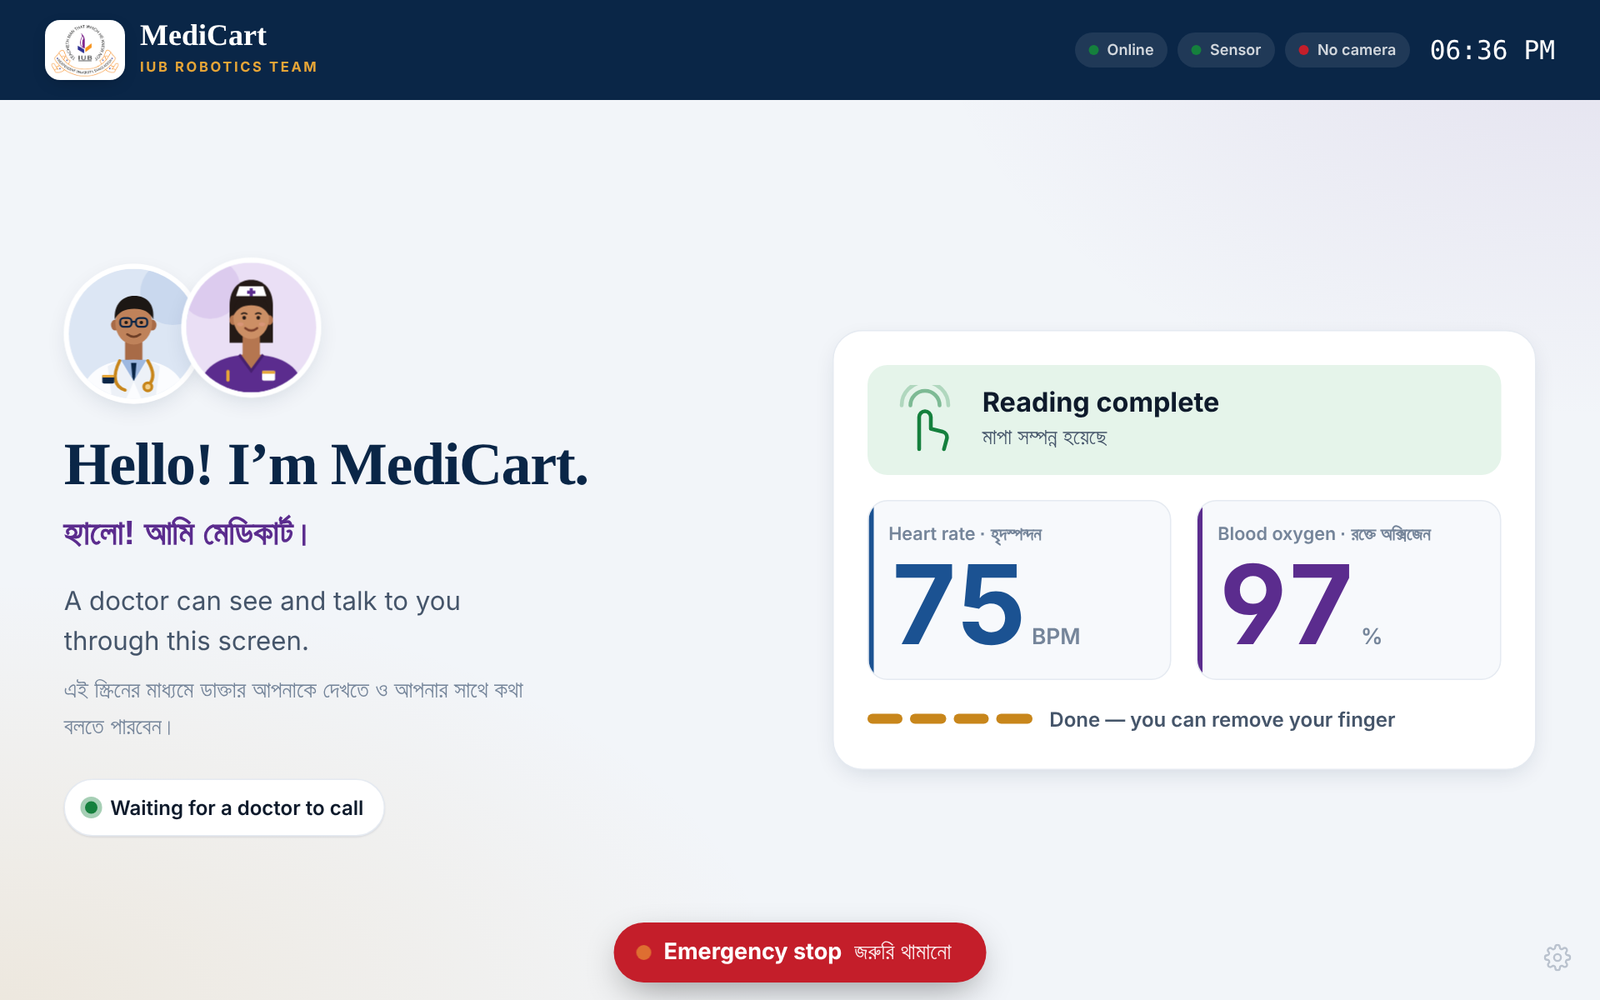 MediCart
IUB ROBOTICS TEAM
Online
Sensor
No camera
06:36 PM
Hello! I’m MediCart.
হ্যালো! আমি মেডিকার্ট।
A doctor can see and talk to you
through this screen.
এই স্ক্রিনের মাধ্যমে ডাক্তার আপনাকে দেখতে ও আপনার সাথে কথা
বলতে পারবেন।
Waiting for a doctor to call
Reading complete
মাপা সম্পন্ন হয়েছে
Heart rate · হৃদস্পন্দন
75 BPM
Blood oxygen · রক্তে অক্সিজেন
97 %
Done — you can remove your finger
Emergency stop জরুরি থামানো